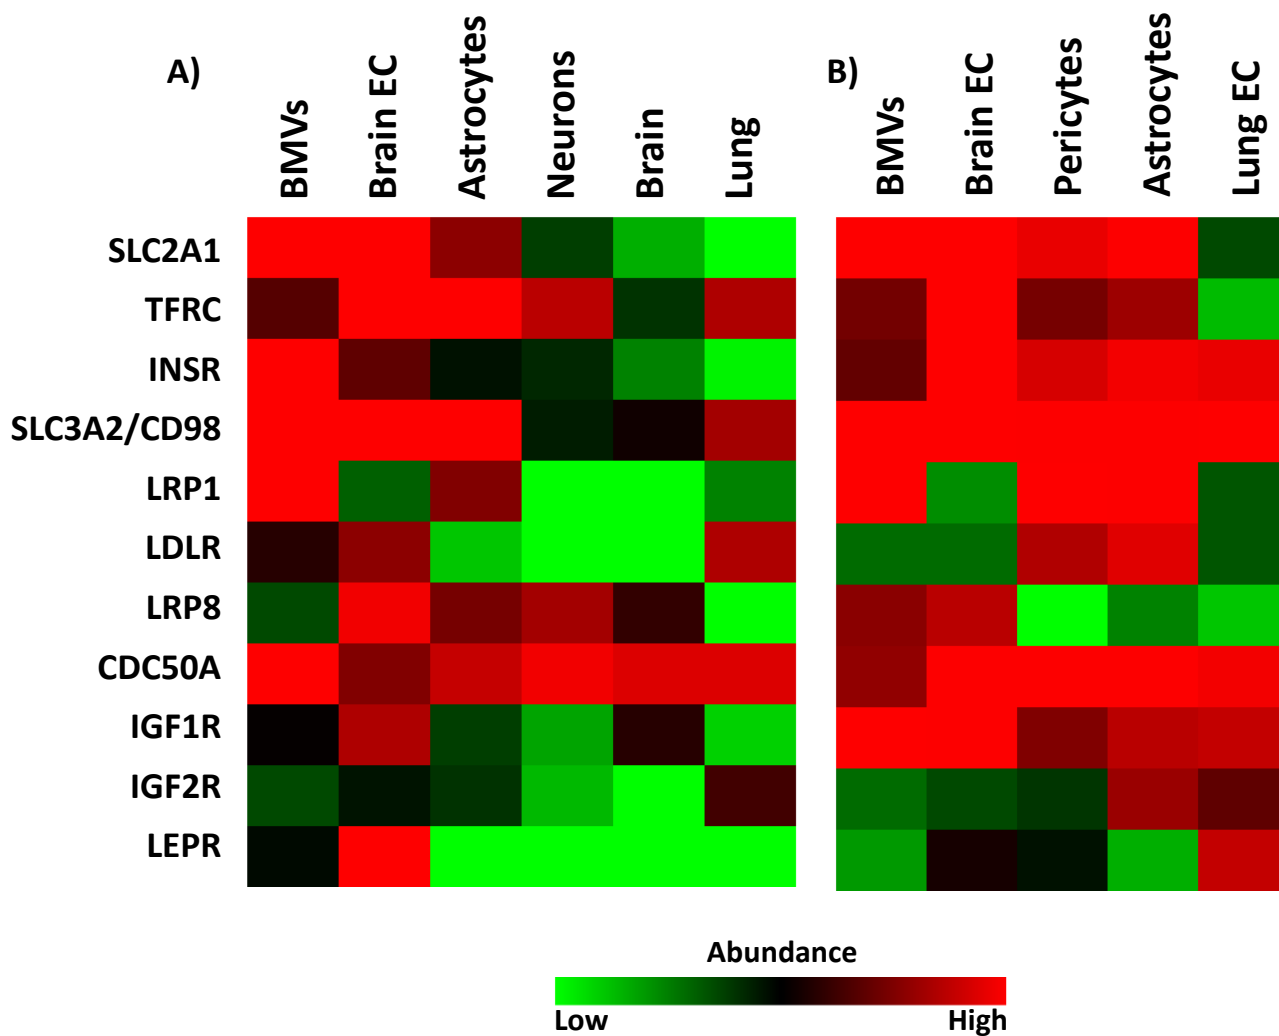 A)
BMVs
Brain EC
Astrocytes
Neurons
Brain
Lung
B)
BMVs
Brain EC
Pericytes
Astrocytes
Lung EC
SLC2A1
TFRC
INSR
SLC3A2/CD98
LRP1
LDLR
LRP8
CDC50A
IGF1R
IGF2R
LEPR
Abundance
Low
High